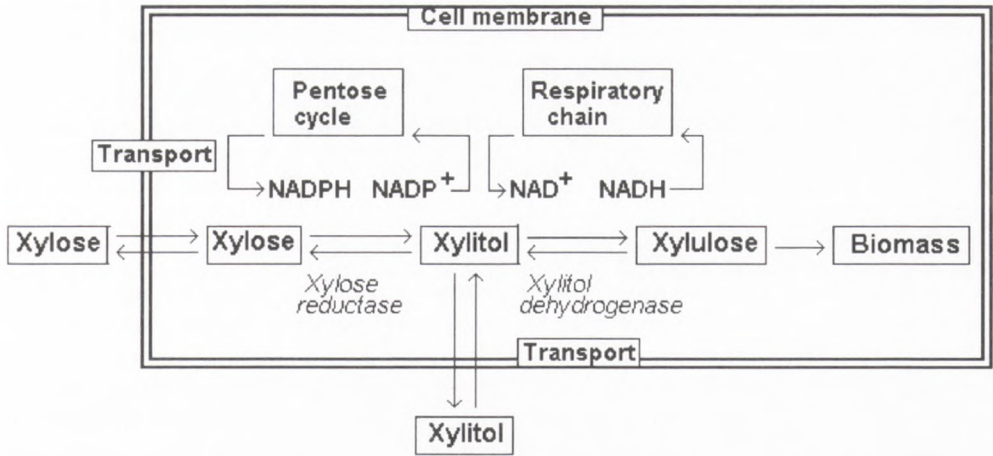 Cell membrane
Pentose
cycle
Respiratory
chain
Transport
NADPH NADP+ NAD+ NADH
Xylose Xylose Xylitol Xylulose Biomass
Xylose
reductase
Xylitol
dehydrogenase
Transport
Xylitol